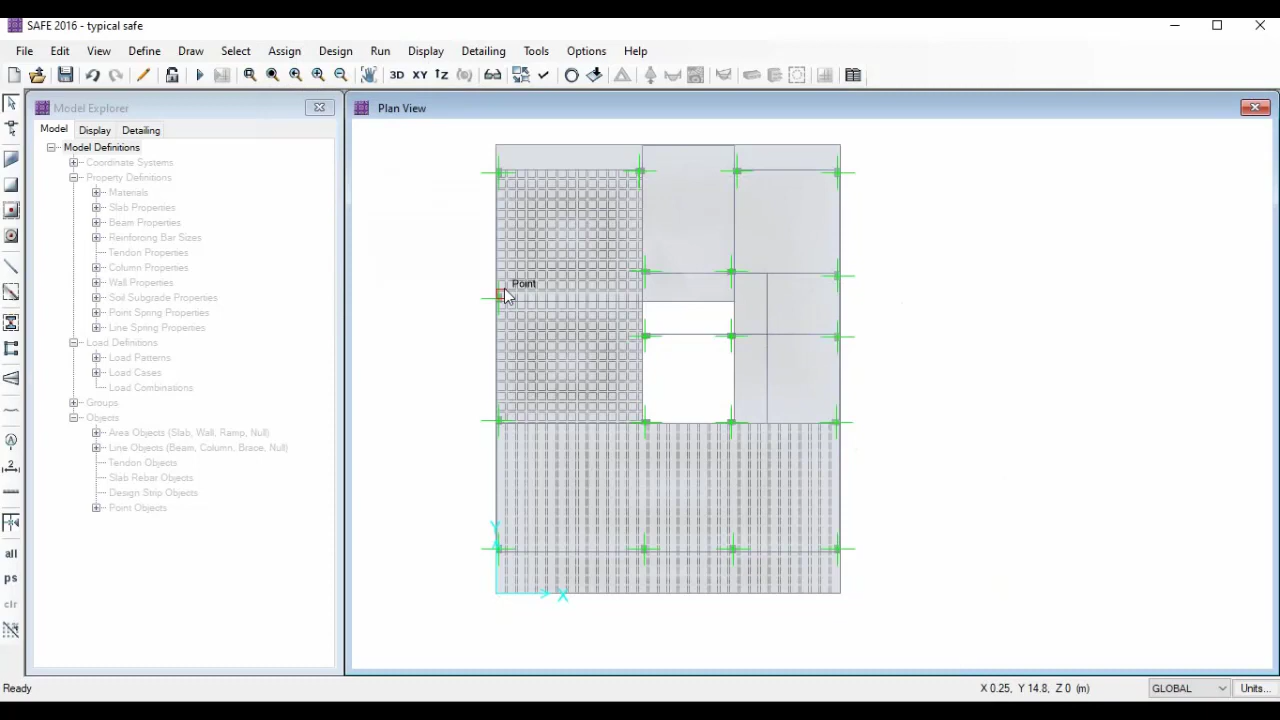 SAFE 2016 - typical safe
File Edit View Define Draw Select Assign Design Run Display Detailing Tools Options Help
3D XY
Model Explorer
Plan View
Model Display Detailing
Model Definitions
Coordinate Systems
Property Definitions
Materials
Slab Properties
Beam Properties
Reinforcing Bar Sizes
Tendon Properties
Column Properties
Wall Properties
Soil Subgrade Properties
Point Spring Properties
Line Spring Properties
Load Definitions
Load Patterns
Load Cases
Load Combinations
Groups
Objects
Area Objects (Slab, Wall, Ramp, Null)
Line Objects (Beam, Column, Brace, Null)
Tendon Objects
Slab Rebar Objects
Design Strip Objects
Point Objects
Point
Y
X
all
ps
clr
Ready
X 0.25, Y 14.8, Z 0 (m)
GLOBAL
Units...